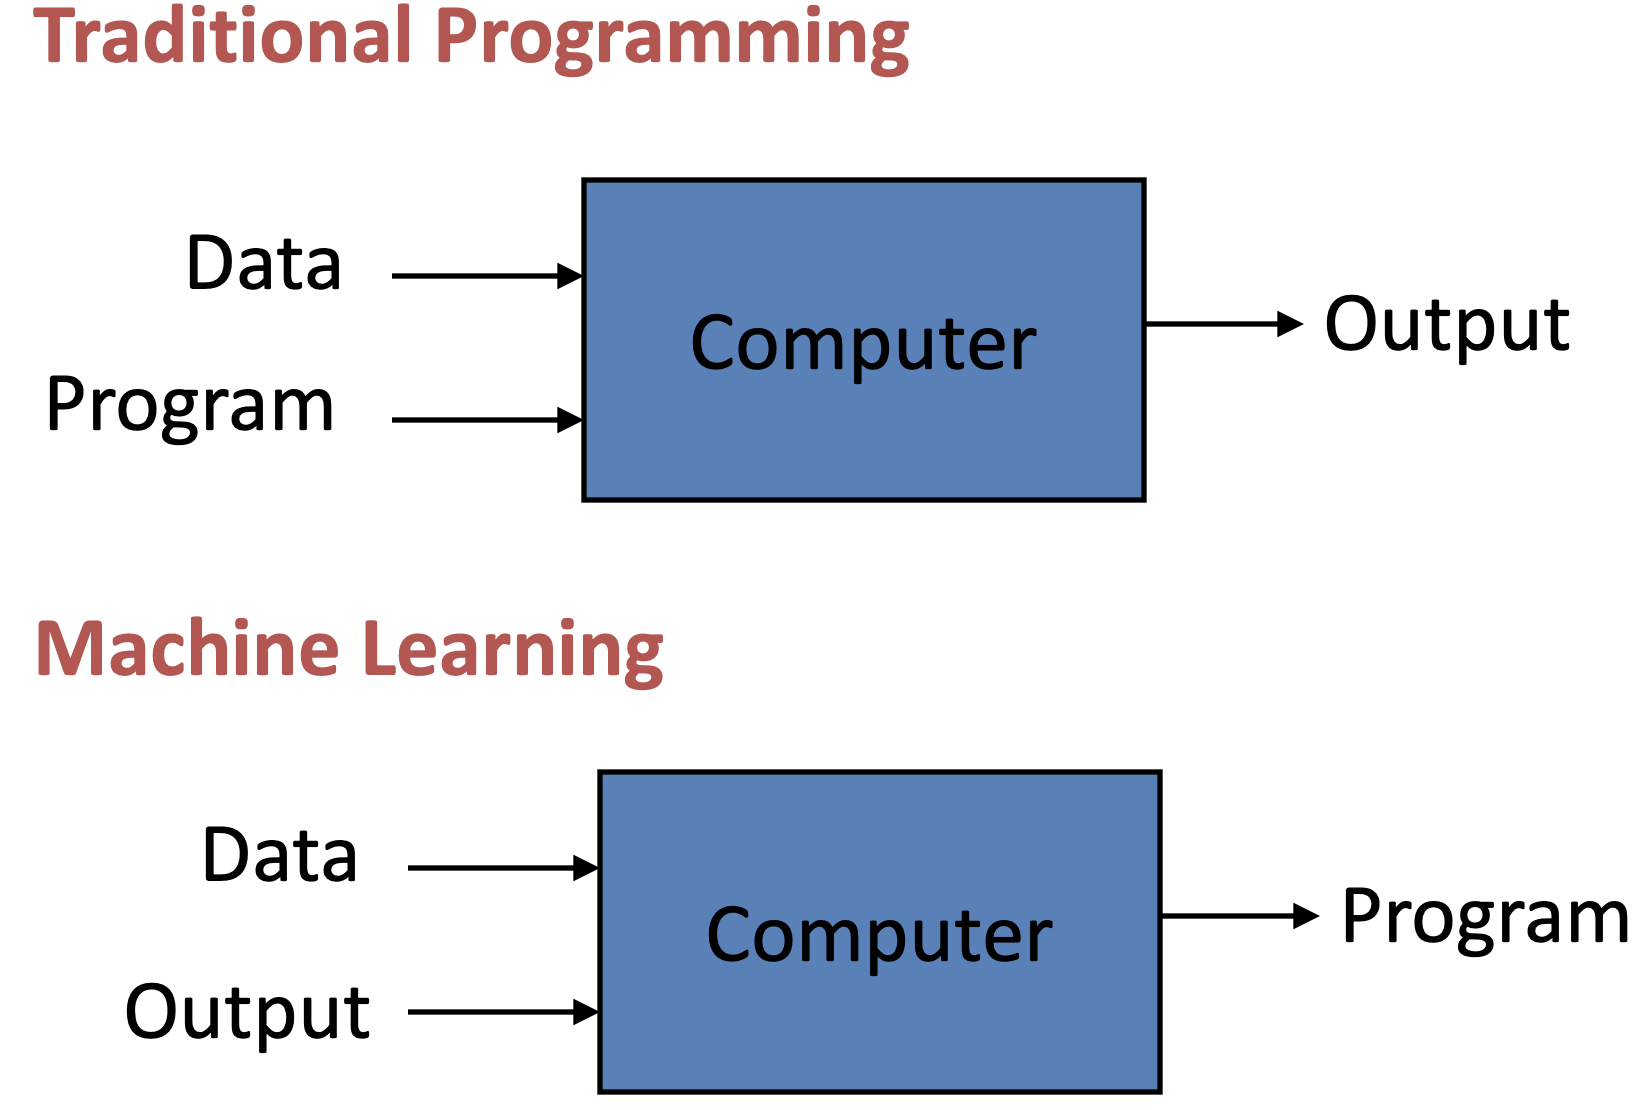 Traditional Programming
Data
Program
Computer
Output
Machine Learning
Data
Output
Computer
Program